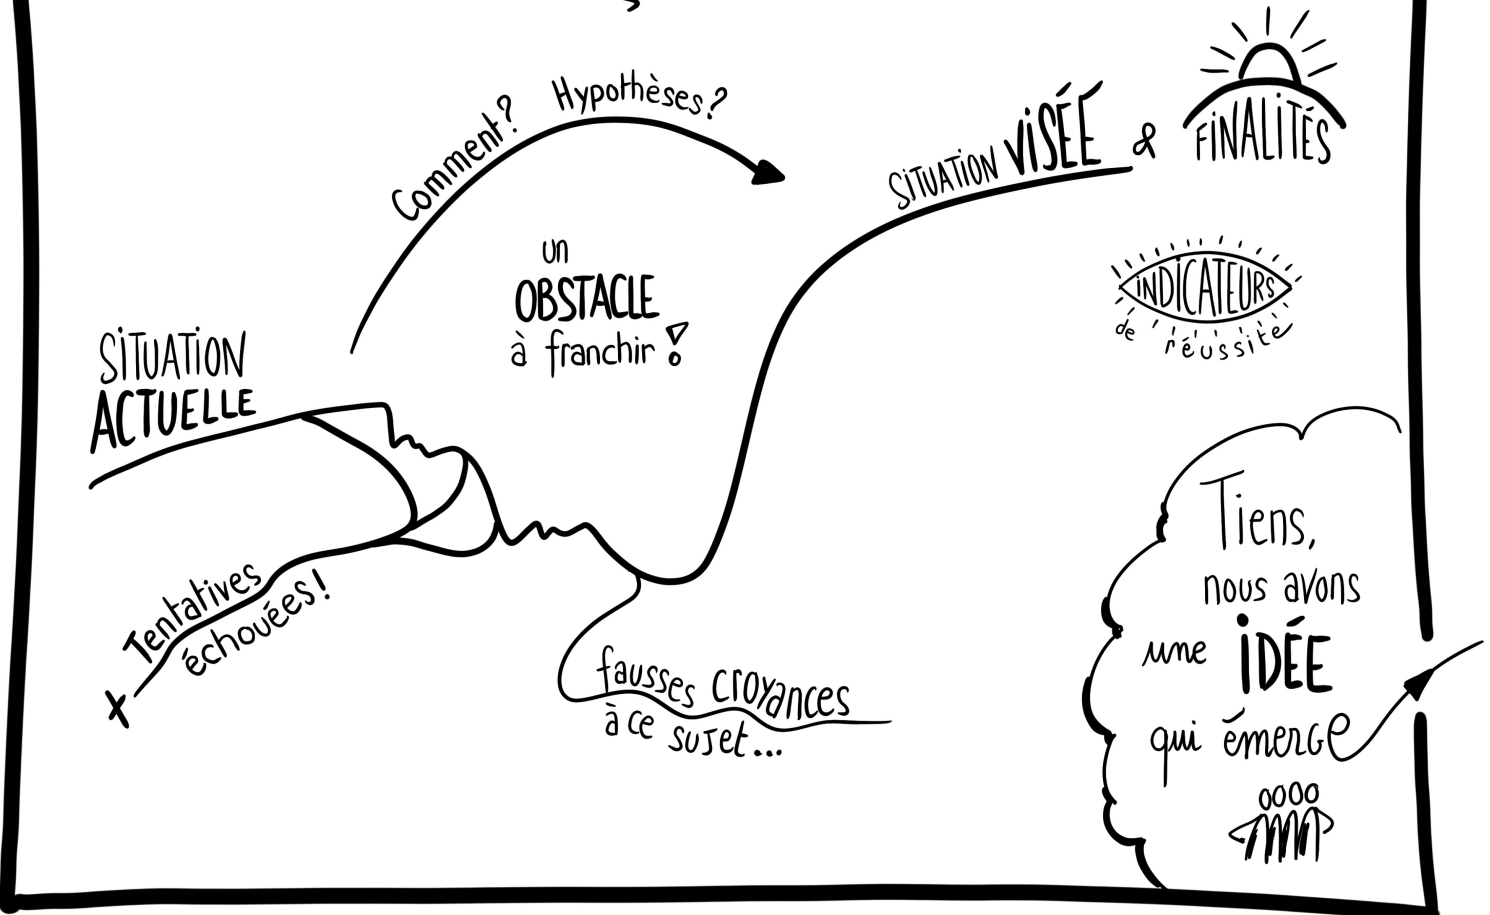 Comment?
Hypothèses?
SITUATION VISÉE &
FINALITÉS
un
OBSTACLE
à franchir !
INDICATEURS
de réussite
SITUATION
ACTUELLE
Tentatives
échouées!
X
fausses croyances
à ce sujet...
Tiens,
nous avons
une IDÉE
qui émerge